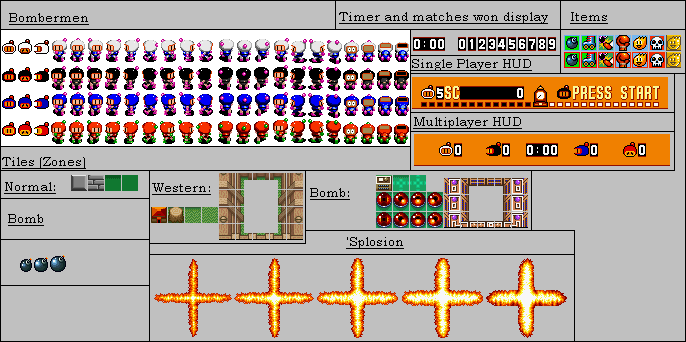 Bombermen
Timer and matches won display
Items
0:00 0123456789
Single Player HUD
5SC 0 PRESS START
Multiplayer HUD
0 0 0:00 0 0
Tiles (Zones)
Normal:
Western:
Bomb:
Bomb
'Splosion